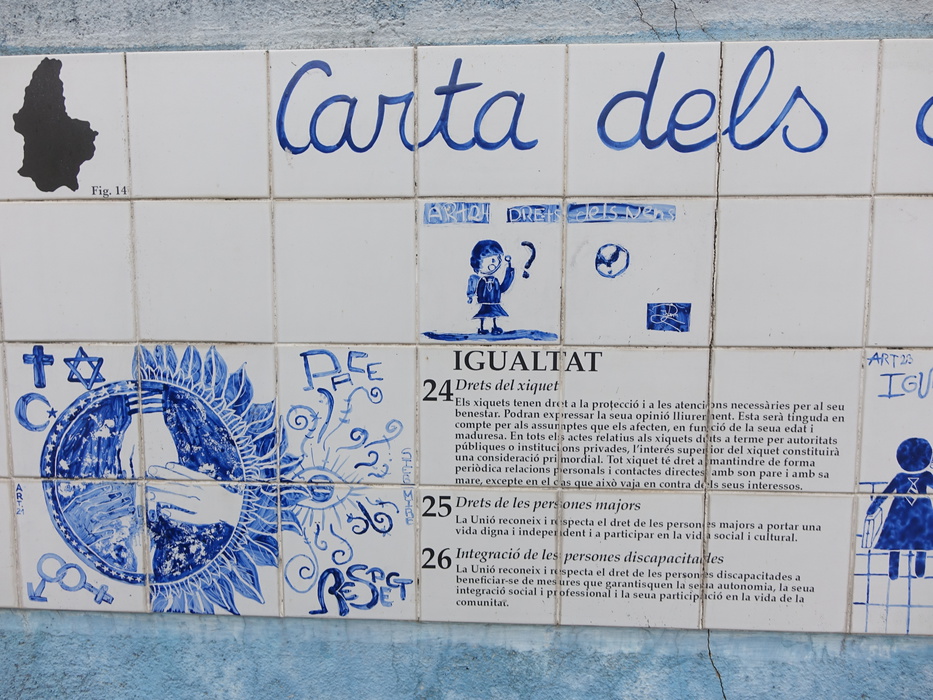 Carta dels
Fig. 14
ART 24 DRETS dels Nens
?
PACE
RESPECT
ART 21
IGUALTAT
24 Drets del xiquet
Els xiquets tenen dret a la protecció i a les atencions necessàries per al seu
benestar. Podran expressar la seua opinió lliurement. Esta serà tinguda en
compte per als assumptes que els afecten, en funció de la seua edat i
maduresa. En tots els actes relatius als xiquets duts a terme per autoritats
públiques o institucions privades, l'interés superior del xiquet constituirà
una consideració primordial. Tot xiquet té dret a mantindre de forma
periòdica relacions personals i contactes directes amb son pare i amb sa
mare, excepte en el cas que això vaja en contra dels seus interessos.
25 Drets de les persones majors
La Unió reconeix i respecta el dret de les persones majors a portar una
vida digna i independent i a participar en la vida social i cultural.
26 Integració de les persones discapacitades
La Unió reconeix i respecta el dret de les persones discapacitades a
beneficiar-se de mesures que garantisquen la seua autonomia, la seua
integració social i professional i la seua participació en la vida de la
comunitat.
ART 23
IGU